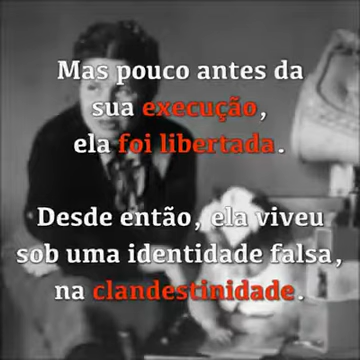 Mas pouco antes da
sua execução,
ela foi libertada.
Desde então, ela viveu
sob uma identidade falsa,
na clandestinidade.